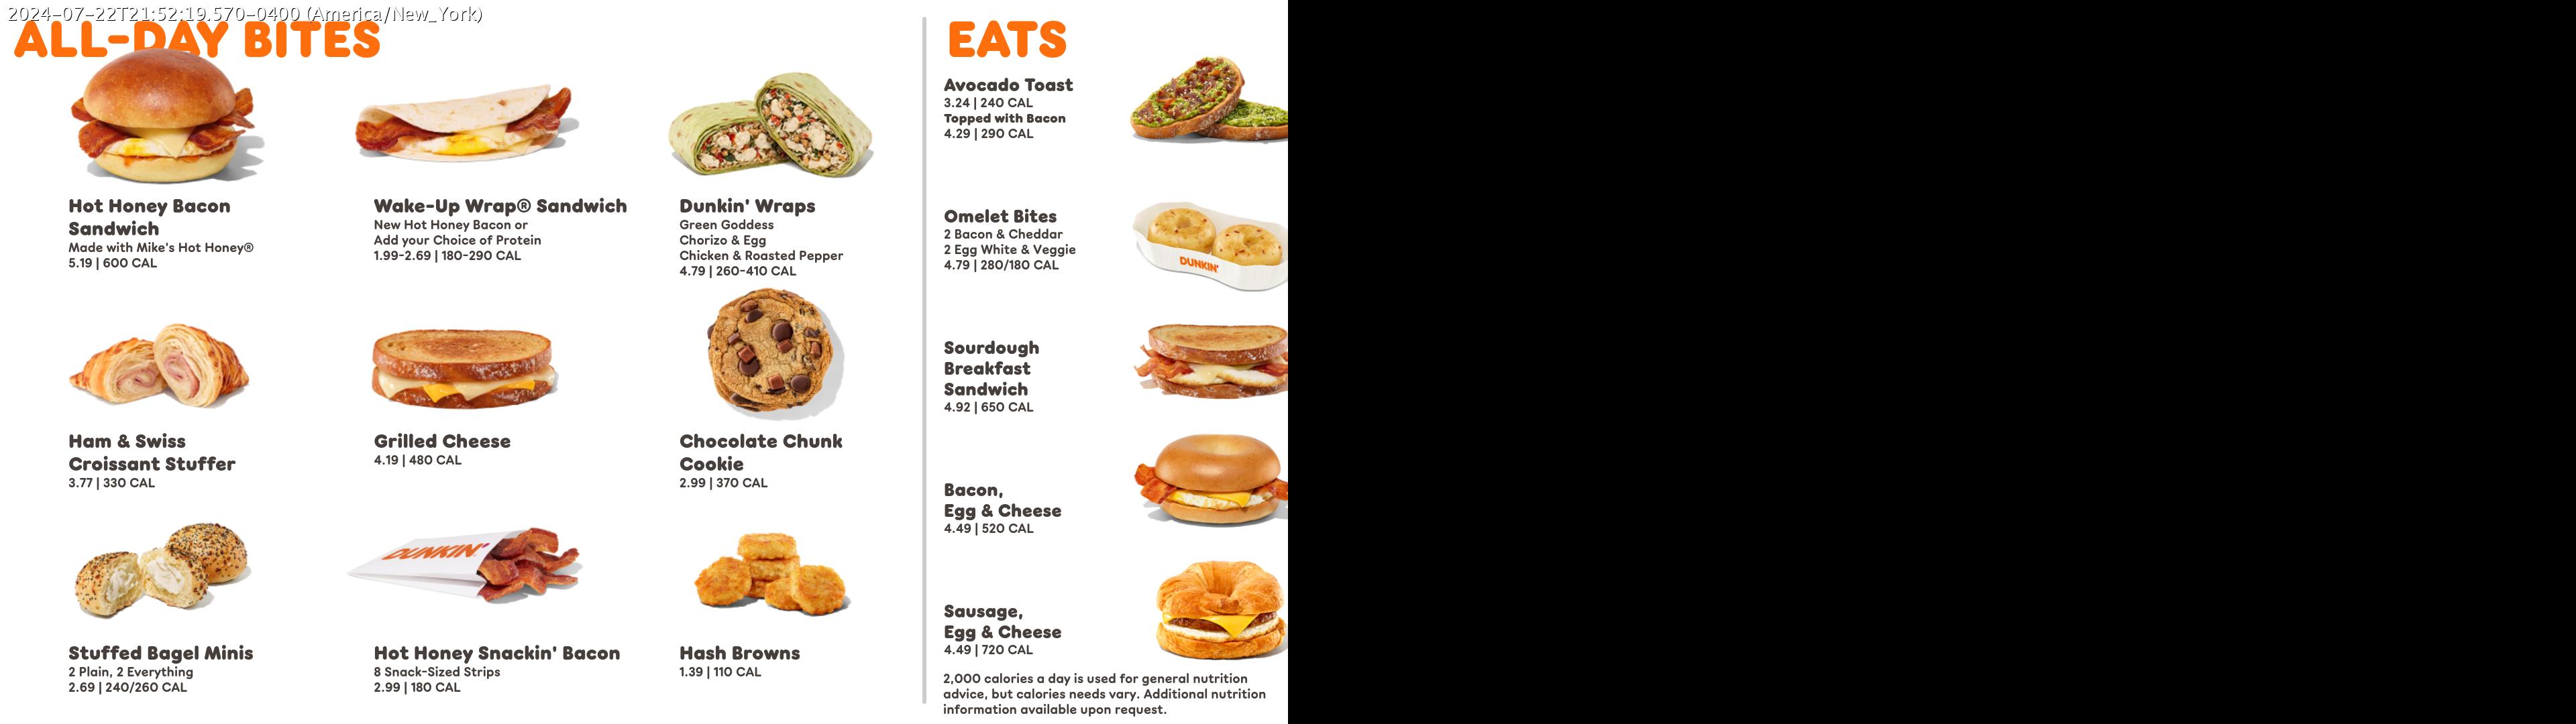 2024-07-22T21:52:19.570-0400 (America/New_York)
ALL-DAY BITES
Hot Honey Bacon
Sandwich
Made with Mike's Hot Honey®
5.19 | 600 CAL
Wake-Up Wrap® Sandwich
New Hot Honey Bacon or
Add your Choice of Protein
1.99-2.69 | 180-290 CAL
Dunkin' Wraps
Green Goddess
Chorizo & Egg
Chicken & Roasted Pepper
4.79 | 260-410 CAL
Ham & Swiss
Croissant Stuffer
3.77 | 330 CAL
Grilled Cheese
4.19 | 480 CAL
Chocolate Chunk
Cookie
2.99 | 370 CAL
DUNKIN'
Stuffed Bagel Minis
2 Plain, 2 Everything
2.69 | 240/260 CAL
Hot Honey Snackin' Bacon
8 Snack-Sized Strips
2.99 | 180 CAL
Hash Browns
1.39 | 110 CAL
EATS
Avocado Toast
3.24 | 240 CAL
Topped with Bacon
4.29 | 290 CAL
Omelet Bites
2 Bacon & Cheddar
2 Egg White & Veggie
4.79 | 280/180 CAL
DUNKIN'
Sourdough
Breakfast
Sandwich
4.92 | 650 CAL
Bacon,
Egg & Cheese
4.49 | 520 CAL
Sausage,
Egg & Cheese
4.49 | 720 CAL
2,000 calories a day is used for general nutrition
advice, but calories needs vary. Additional nutrition
information available upon request.